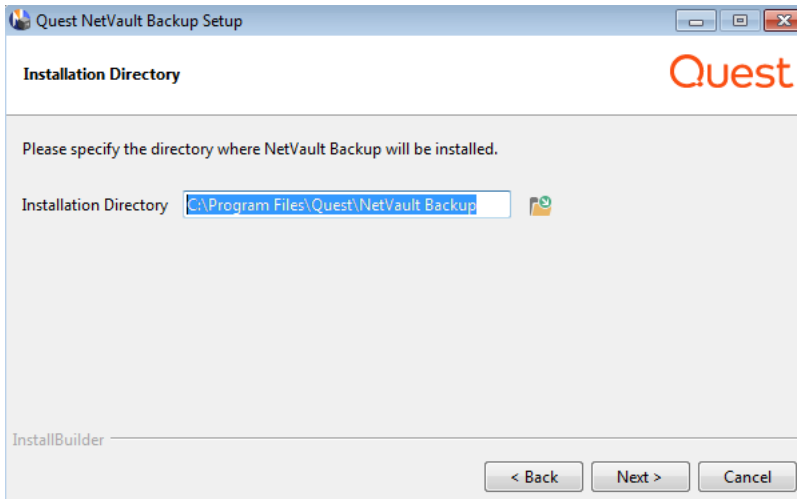 Quest NetVault Backup Setup
Installation Directory
Quest
Please specify the directory where NetVault Backup will be installed.
Installation Directory C:\Program Files\Quest\NetVault Backup
InstallBuilder
< Back Next > Cancel